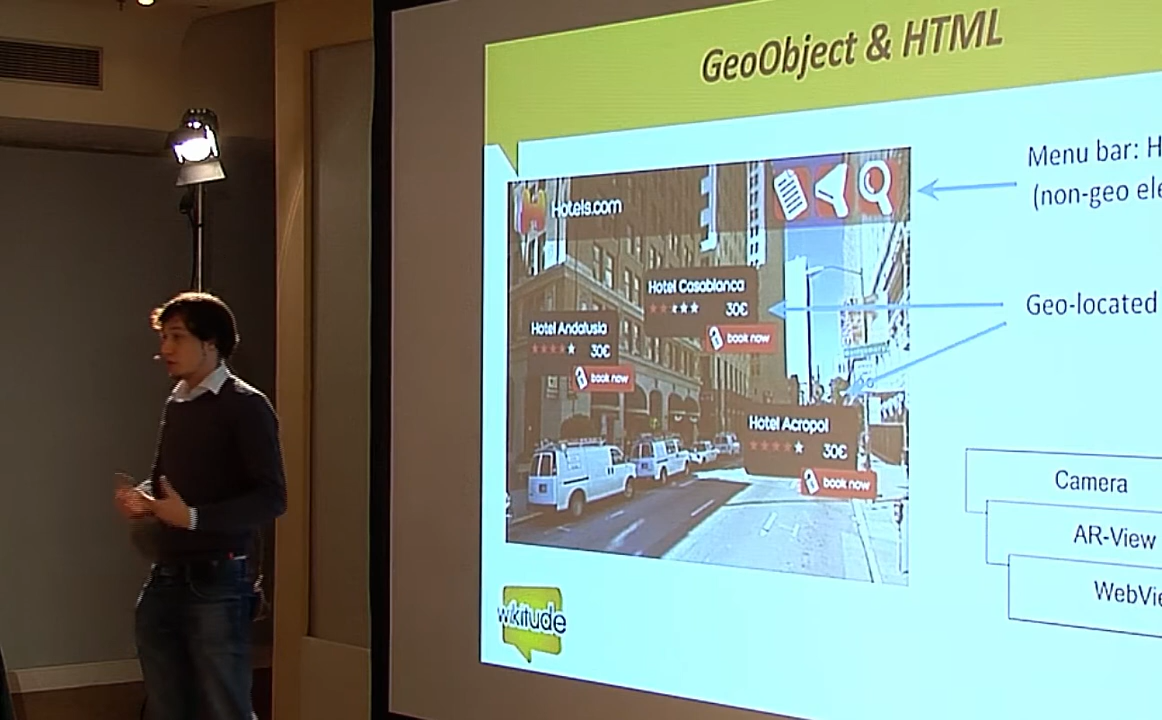 GeoObject & HTML
Menu bar: H
(non-geo ele
Hotels.com
Hotel Casablanca
30€
book now
Geo-located
Hotel Andalusia
30€
book now
Hotel Acropol
30€
book now
Camera
AR-View
WebVie
wikitude